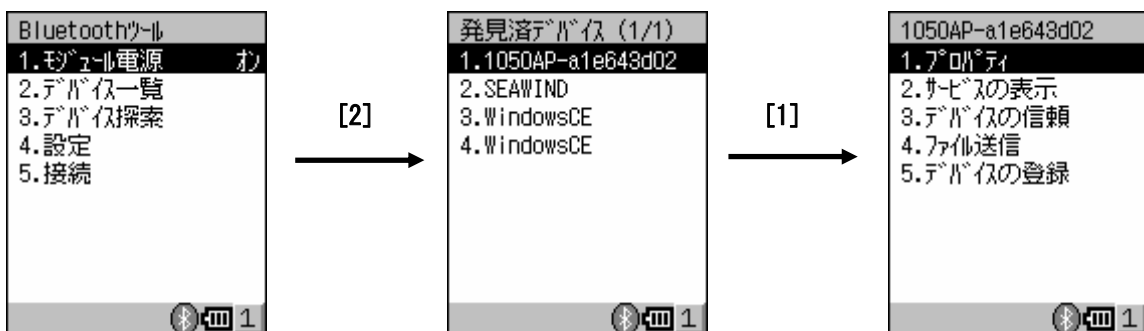 Bluetoothﾂｰﾙ
1.ﾓｼﾞｭｰﾙ電源 ｵﾝ
2.ﾃﾞﾊﾞｲｽ一覧
3.ﾃﾞﾊﾞｲｽ探索
4.設定
5.接続
1
[2]
発見済ﾃﾞﾊﾞｲｽ (1/1)
1.1050AP-a1e643d02
2.SEAWIND
3.WindowsCE
4.WindowsCE
1
[1]
1050AP-a1e643d02
1.ﾌﾟﾛﾊﾟﾃｨ
2.ｻｰﾋﾞｽの表示
3.ﾃﾞﾊﾞｲｽの信頼
4.ﾌｧｲﾙ送信
5.ﾃﾞﾊﾞｲｽの登録
1